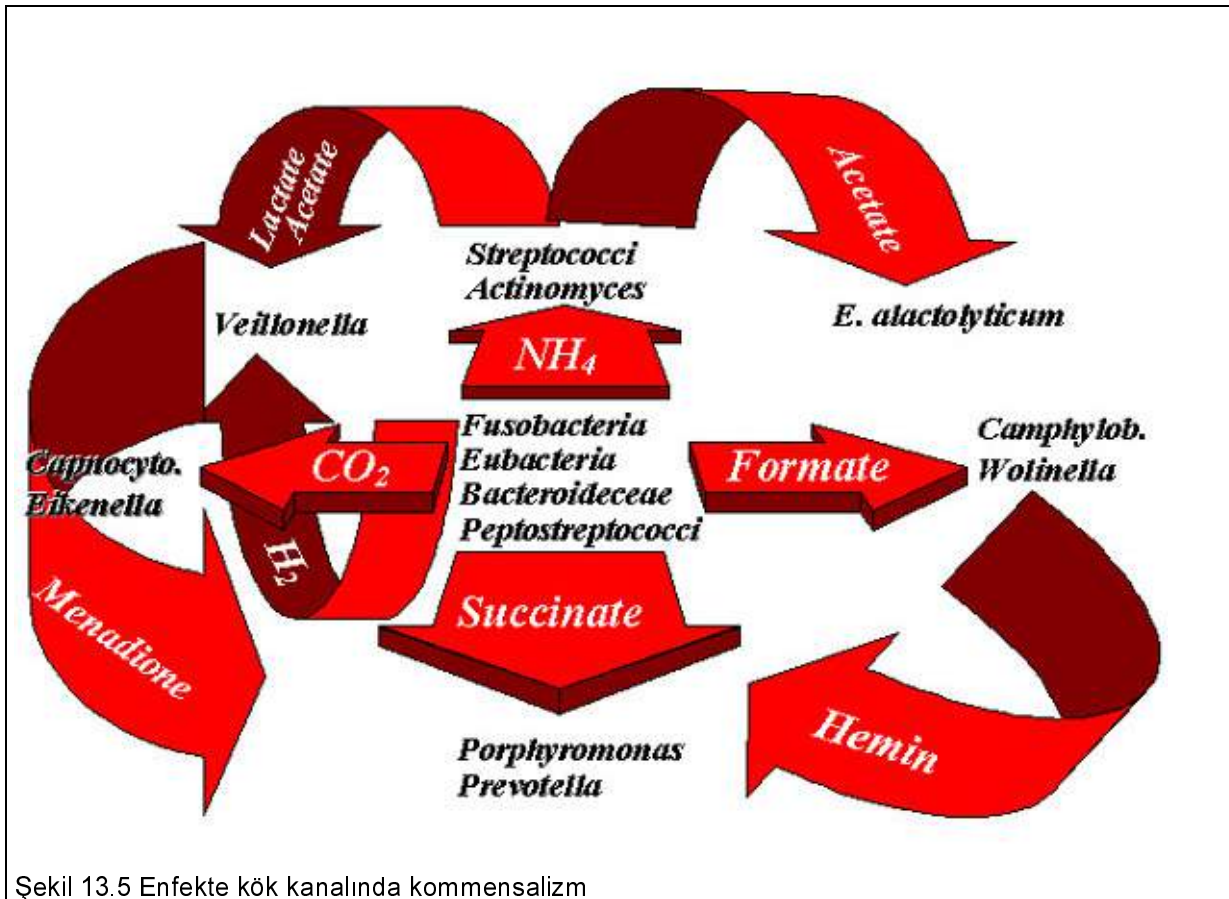 Lactate
Acetate
Acetate
Streptococci
Actinomyces
Veillonella
E. alactolyticum
NH₄
Fusobacteria
Eubacteria
Bacteroideceae
Peptostreptococci
CO₂
Formate
Camphylob.
Wolinella
Capnocyto.
Eikenella
H₂
Menadione
Succinate
Hemin
Porphyromonas
Prevotella
Şekil 13.5 Enfekte kök kanalında kommensalizm